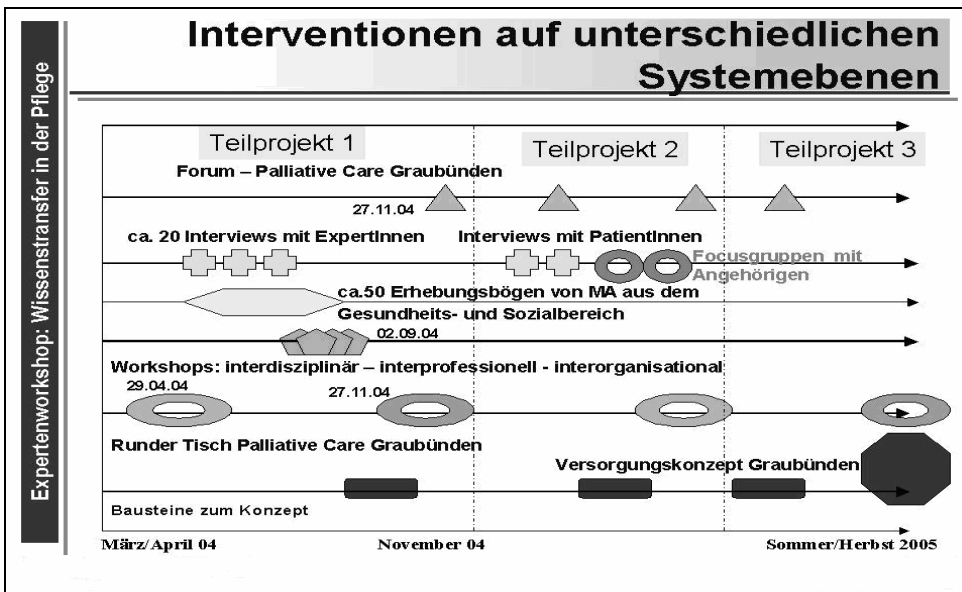 Interventionen auf unterschiedlichen
Systemebenen
Expertenworkshop: Wissenstransfer in der Pflege
Teilprojekt 1
Teilprojekt 2
Teilprojekt 3
Forum – Palliative Care Graubünden
27.11.04
ca. 20 Interviews mit ExpertInnen
Interviews mit PatientInnen
Focusgruppen mit
Angehörigen
ca.50 Erhebungsbögen von MA aus dem
Gesundheits- und Sozialbereich
02.09.04
Workshops: interdisziplinär – interprofessionell - interorganisational
29.04.04
27.11.04
Runder Tisch Palliative Care Graubünden
Versorgungskonzept Graubünden
Bausteine zum Konzept
März/April 04
November 04
Sommer/Herbst 2005